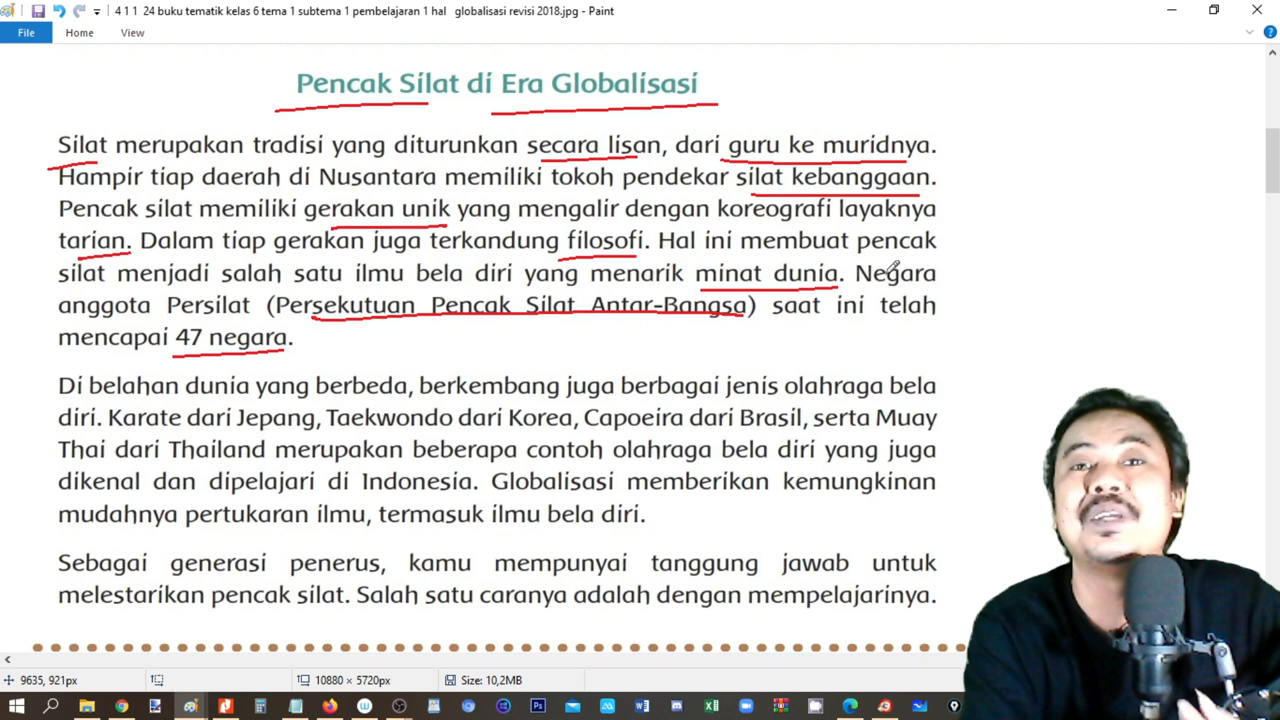 4 1 1  24 buku tematik kelas 6 tema 1 subtema 1 pembelajaran 1 hal   globalisasi revisi 2018.jpg - Paint
File Home View
Pencak Silat di Era Globalisasi
Silat merupakan tradisi yang diturunkan secara lisan, dari guru ke muridnya.
Hampir tiap daerah di Nusantara memiliki tokoh pendekar silat kebanggaan.
Pencak silat memiliki gerakan unik yang mengalir dengan koreografi layaknya
tarian. Dalam tiap gerakan juga terkandung filosofi. Hal ini membuat pencak
silat menjadi salah satu ilmu bela diri yang menarik minat dunia. Negara
anggota Persilat (Persekutuan Pencak Silat Antar-Bangsa) saat ini telah
mencapai 47 negara.
Di belahan dunia yang berbeda, berkembang juga berbagai jenis olahraga bela
diri. Karate dari Jepang, Taekwondo dari Korea, Capoeira dari Brasil, serta Muay
Thai dari Thailand merupakan beberapa contoh olahraga bela diri yang juga
dikenal dan dipelajari di Indonesia. Globalisasi memberikan kemungkinan
mudahnya pertukaran ilmu, termasuk ilmu bela diri.
Sebagai generasi penerus, kamu mempunyai tanggung jawab untuk
melestarikan pencak silat. Salah satu caranya adalah dengan mempelajarinya.
9635, 921px 10880 × 5720px Size: 10,2MB